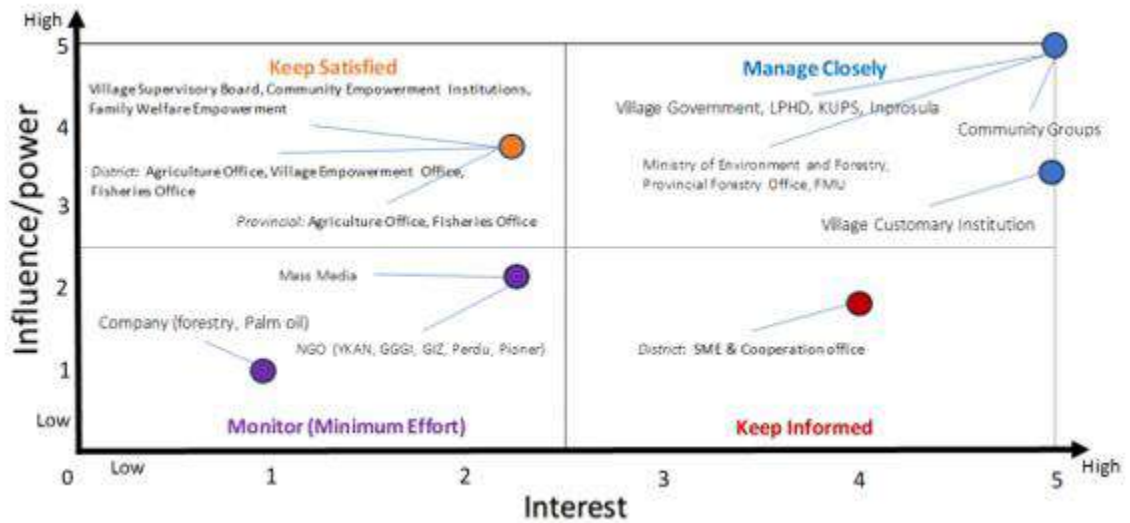 High
5
4
3
2
1
Low
0
Influence/power
Keep Satisfied
Village Supervisory Board, Community Empowerment Institutions,
Family Welfare Empowerment
District: Agriculture Office, Village Empowerment Office,
Fisheries Office
Provincial: Agriculture Office, Fisheries Office
Manage Closely
Village Government, LPHD, KUPS, Inprosula
Community Groups
Ministry of Environment and Forestry,
Provincial Forestry Office, FMU
Village Customary Institution
Mass Media
Company (forestry, Palm oil)
NGO (YKAN, GGGI, GIZ, Perdu, Pioner)
Monitor (Minimum Effort)
District: SME & Cooperation office
Keep Informed
Low
1
2
3
4
5
High
Interest